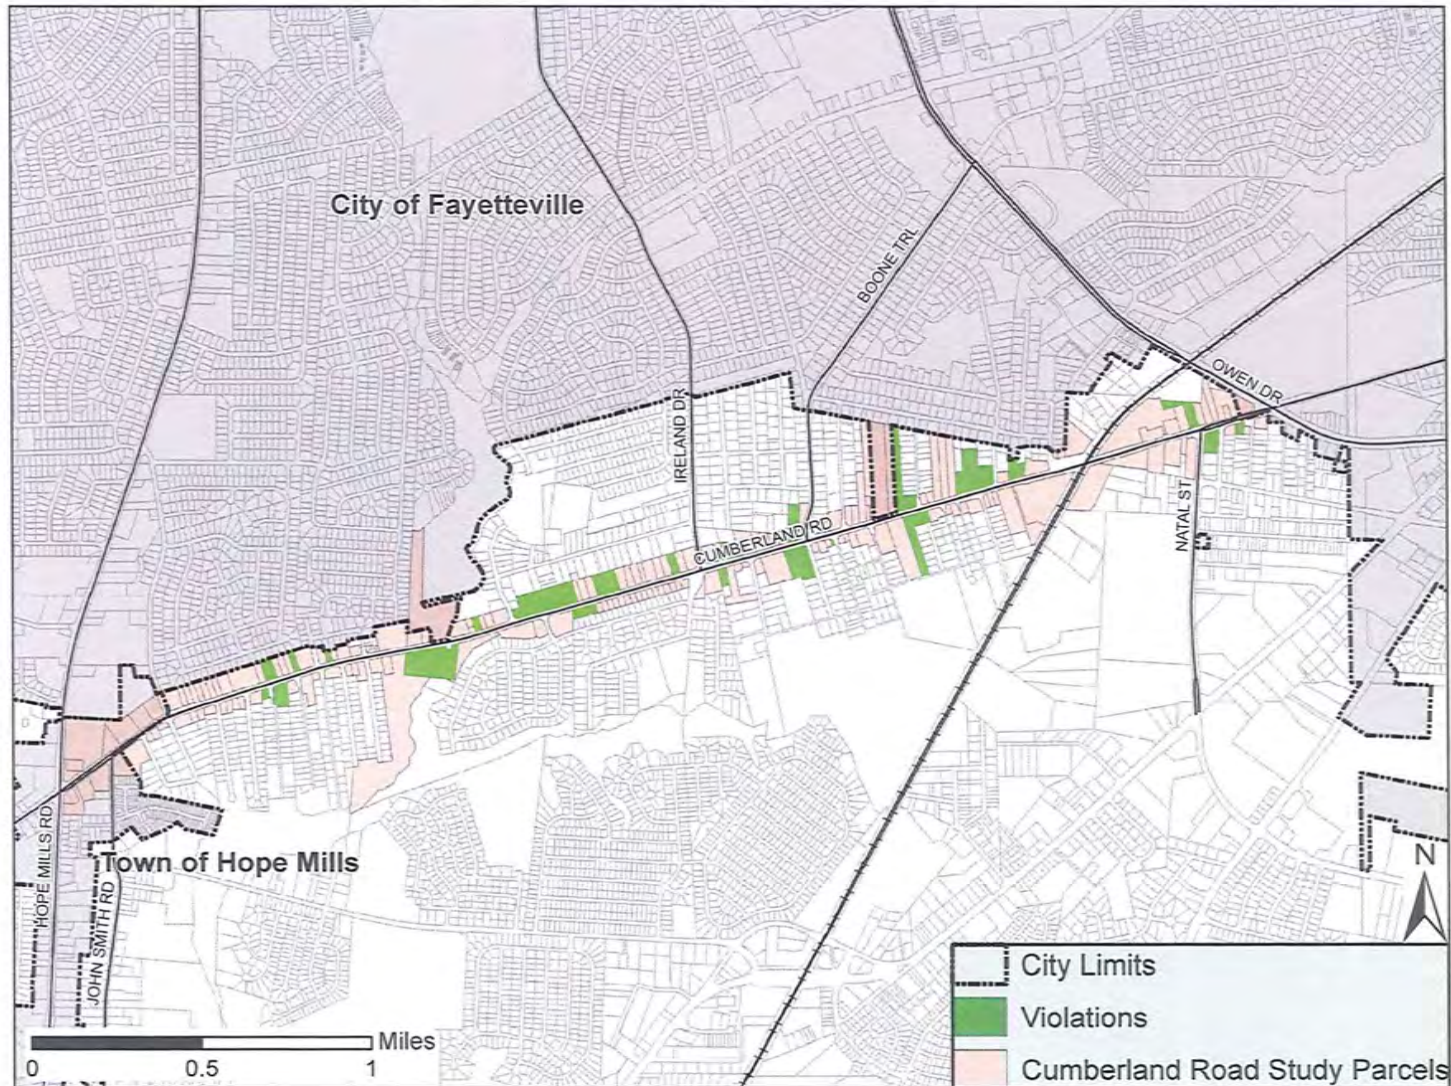 City of Fayetteville
BOONE TRL
OWEN DR
IRELAND DR
CUMBERLAND RD
NATAL ST
HOPE MILLS RD
Town of Hope Mills
JOHN SMITH RD
N
City Limits
Violations
Cumberland Road Study Parcels
Miles
0 0.5 1